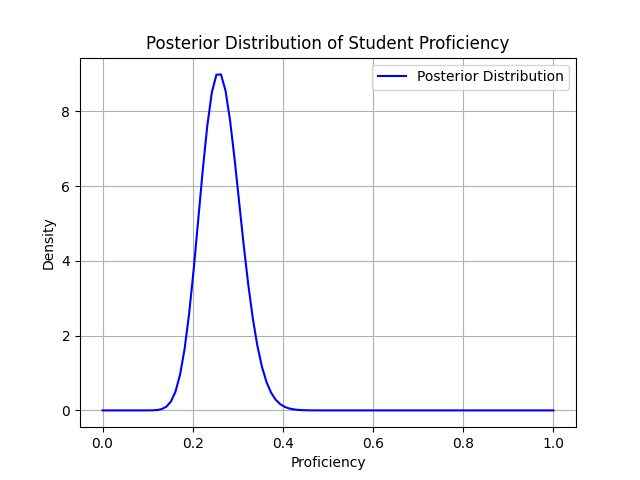 Posterior Distribution of Student Proficiency
Posterior Distribution
8
6
4
2
0
Density
0.0 0.2 0.4 0.6 0.8 1.0
Proficiency